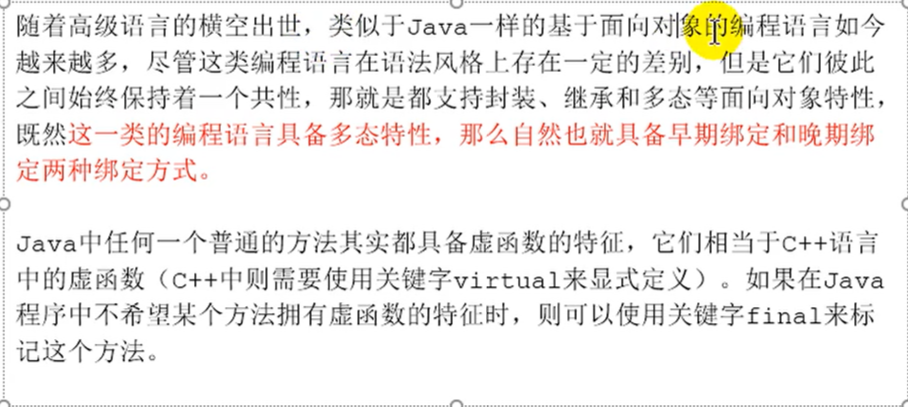 随着高级语言的横空出世，类似于Java一样的基于面向对象的编程语言如今
越来越多，尽管这类编程语言在语法风格上存在一定的差别，但是它们彼此
之间始终保持着一个共性，那就是都支持封装、继承和多态等面向对象特性，
既然这一类的编程语言具备多态特性，那么自然也就具备早期绑定和晚期绑
定两种绑定方式。
Java中任何一个普通的方法其实都具备虚函数的特征，它们相当于C++语言
中的虚函数（C++中则需要使用关键字virtual来显式定义）。如果在Java
程序中不希望某个方法拥有虚函数的特征时，则可以使用关键字final来标
记这个方法。